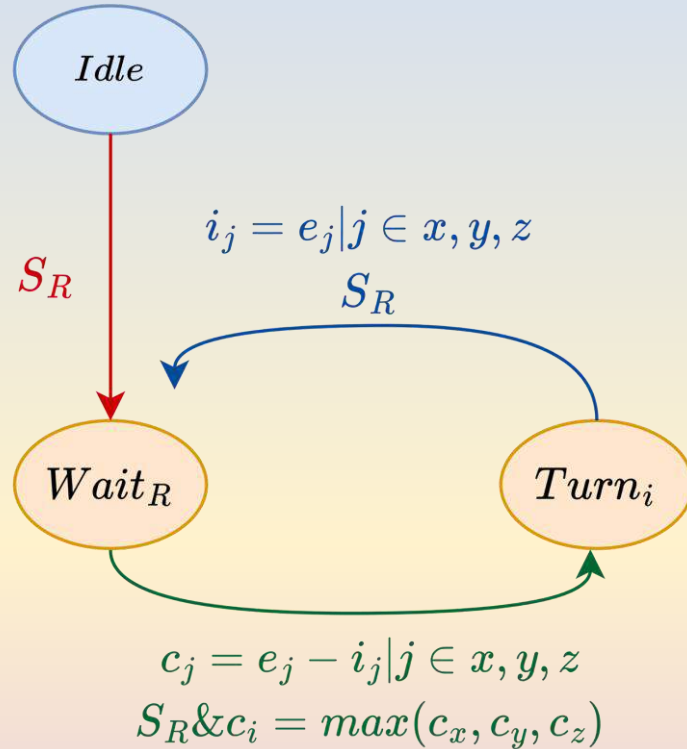 Idle
i_j = e_j|j ∈ x, y, z
S_R
S_R
Wait_R
Turn_i
c_j = e_j − i_j|j ∈ x, y, z
S_R&c_i = max(c_x, c_y, c_z)